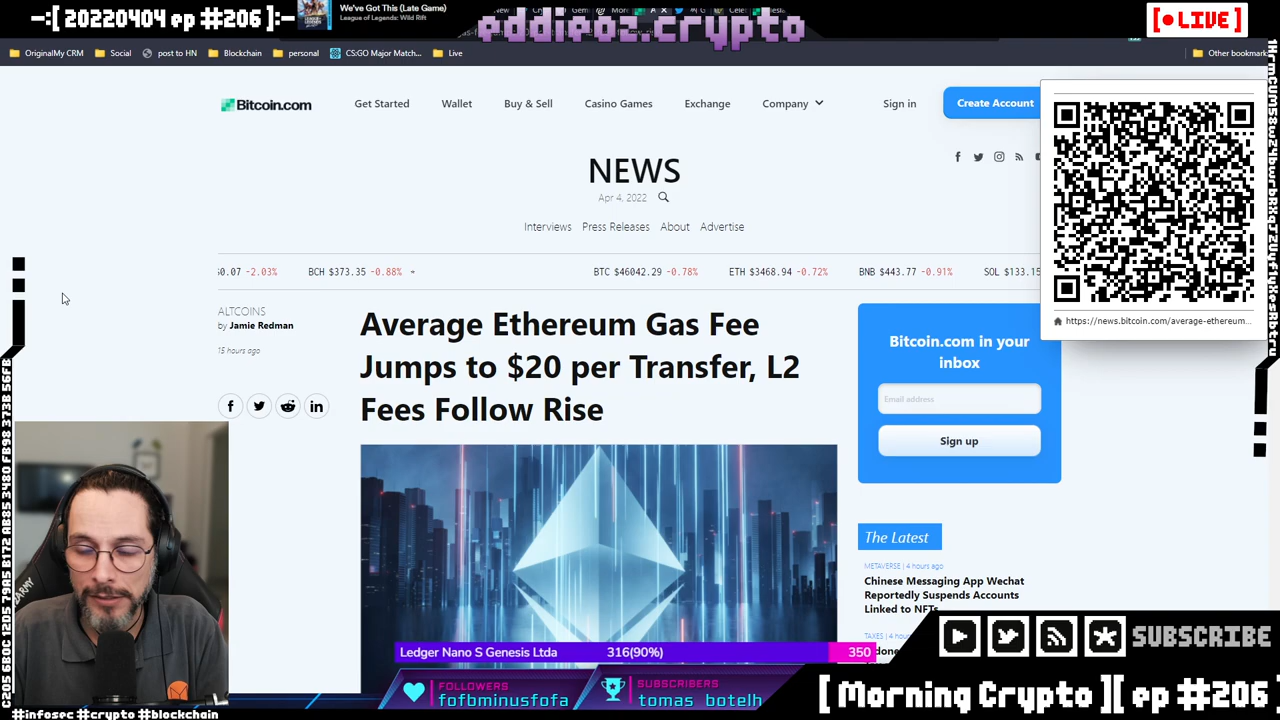 -:[ 20220404 ep #206 ]:-
We've Got This (Late Game)
League of Legends: Wild Rift
eddieoz.crypto
[• LIVE]
OriginalMy CRM
Social
post to HN
Blockchain
personal
CS:GO Major Match...
Live
Other bookmark
Bitcoin.com
Get Started
Wallet
Buy & Sell
Casino Games
Exchange
Company
Sign in
Create Account
NEWS
Apr 4, 2022
Interviews
Press Releases
About
Advertise
https://news.bitcoin.com/average-ethereum...
BCH $373.35 -0.88%
BTC $46042.29 -0.78%
ETH $3468.94 -0.72%
BNB $443.77 -0.91%
SOL $133.15
ALTCOINS
by Jamie Redman
15 hours ago
Average Ethereum Gas Fee
Jumps to $20 per Transfer, L2
Fees Follow Rise
Bitcoin.com in your
inbox
Email address
Sign up
The Latest
METAVERSE | 4 hours ago
Chinese Messaging App Wechat
Reportedly Suspends Accounts
Linked to NFTs
Ledger Nano S Genesis Ltda
316(90%)
350
SUBSCRIBE
FOLLOWERS
fofbminusfofa
SUBSCRIBERS
tomas botelh
[ Morning Crypto ][ ep #206 ]
#infosec #crypto #blockchain